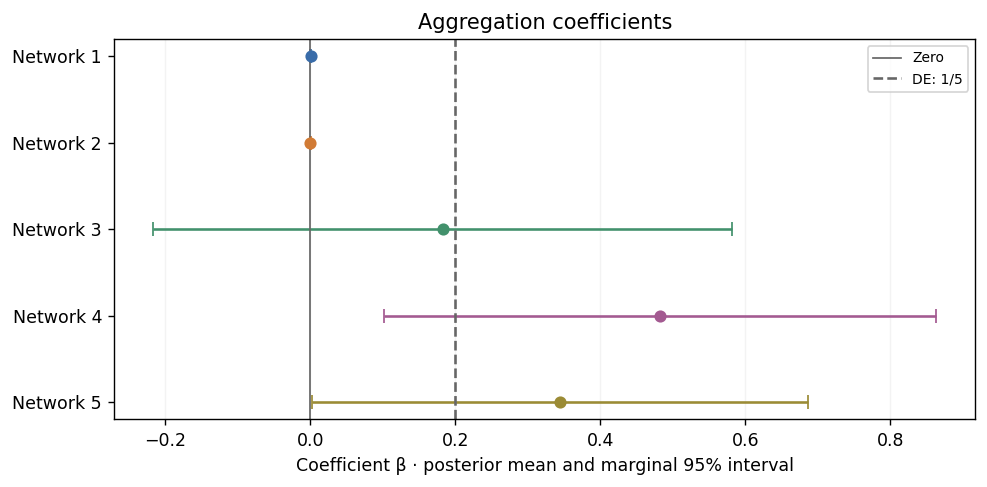 Aggregation coefficients
Network 1
Network 2
Network 3
Network 4
Network 5
Zero
DE: 1/5
−0.2 0.0 0.2 0.4 0.6 0.8
Coefficient β · posterior mean and marginal 95% interval